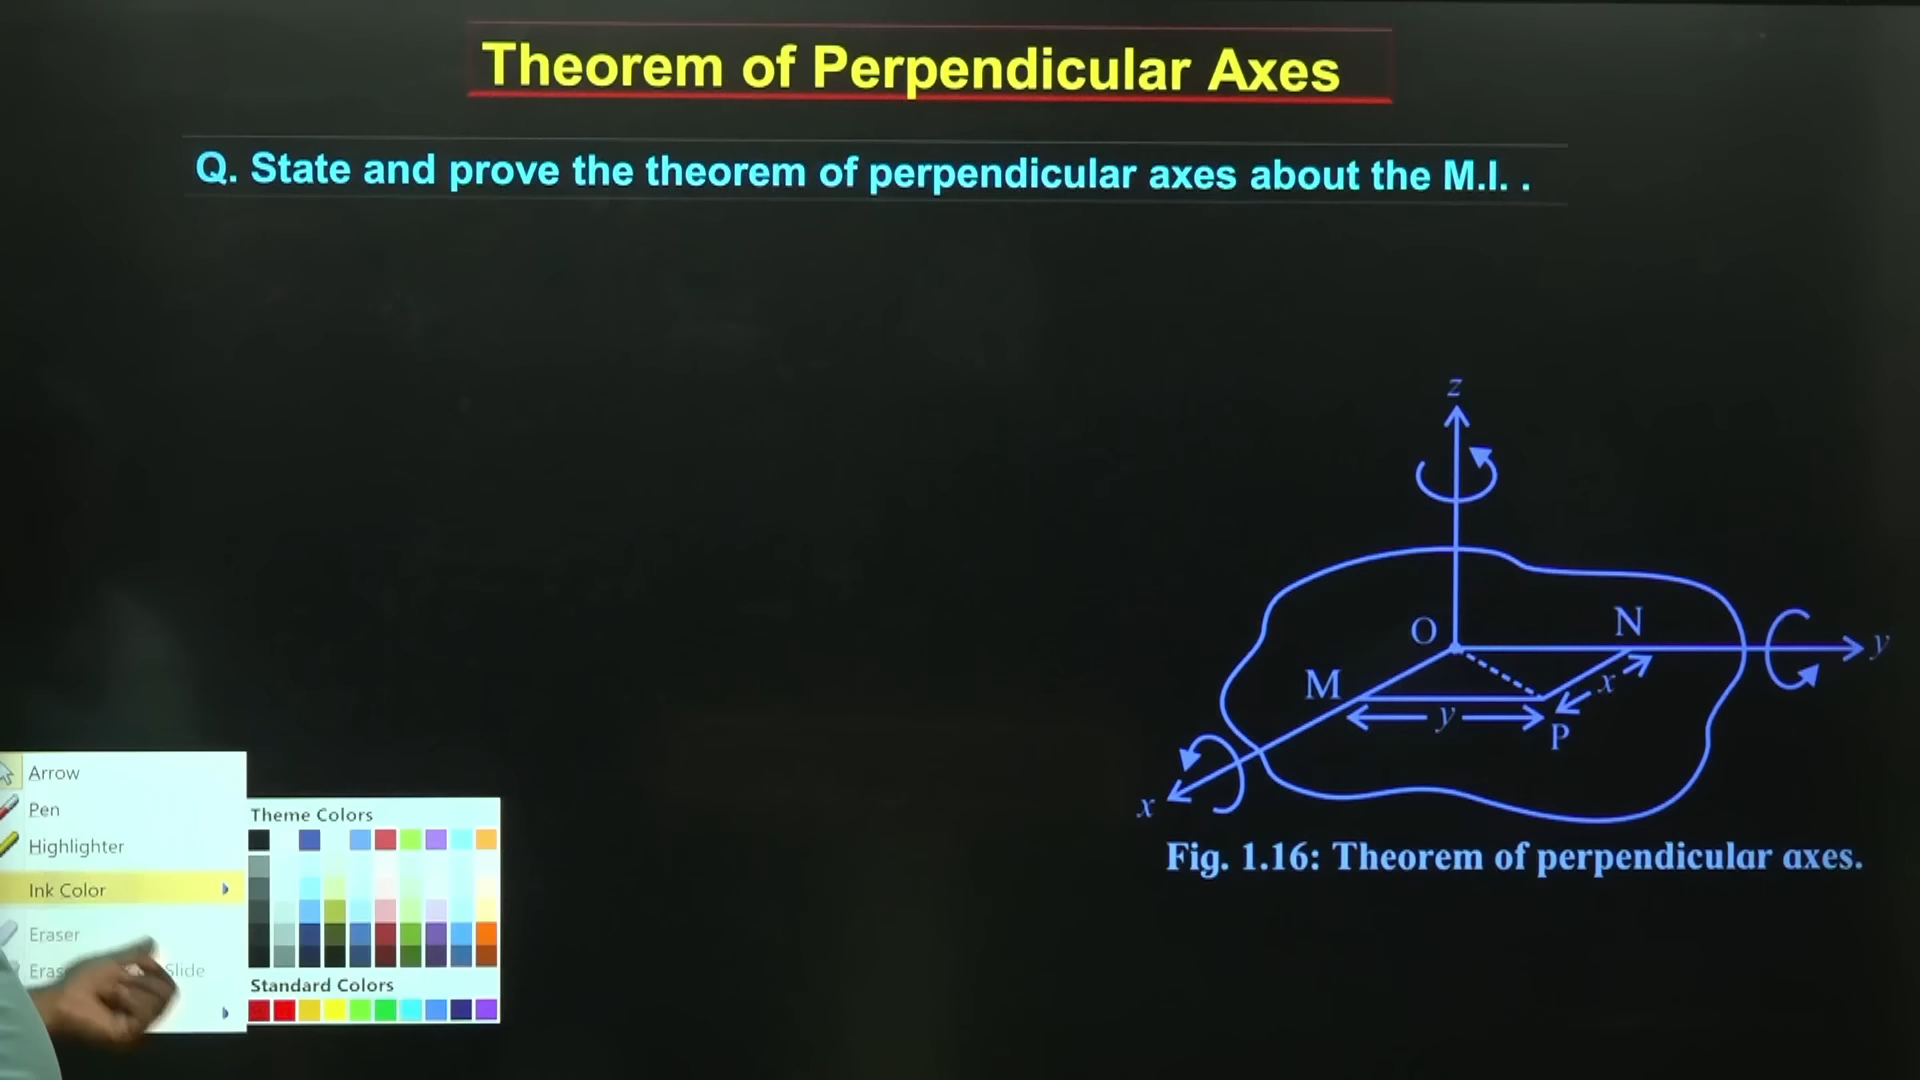 Theorem of Perpendicular Axes
Q. State and prove the theorem of perpendicular axes about the M.I. .
z
O
N
y
M
x
y
P
x
Fig. 1.16: Theorem of perpendicular axes.
Arrow
Pen
Highlighter
Ink Color
Eraser
Slide
Theme Colors
Standard Colors